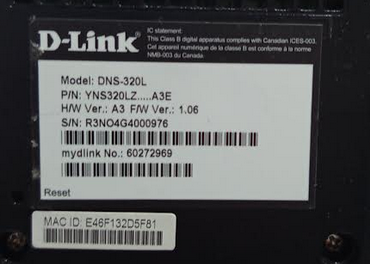 D-Link
IC statement:
This Class B digital apparatus complies with Canadian ICES-003.
Cet appareil numérique de la classe B est conforme à la norme
NMB-003 du Canada.
Model: DNS-320L
P/N: YNS320LZ.....A3E
H/W Ver.: A3 F/W Ver.: 1.06
S/N: R3NO4G4000976
mydlink No.: 60272969
Reset
MAC ID: E46F132D5F81